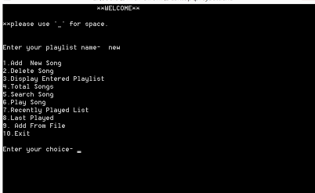 **WELCOME**
**please use '_' for space.
Enter your playlist name-  new
1.Add  New Song
2.Delete Song
3.Display Entered Playlist
4.Total Songs
5.Search Song
6.Play Song
7.Recently Played List
8.Last Played
9. Add From File
10.Exit
Enter your choice- _